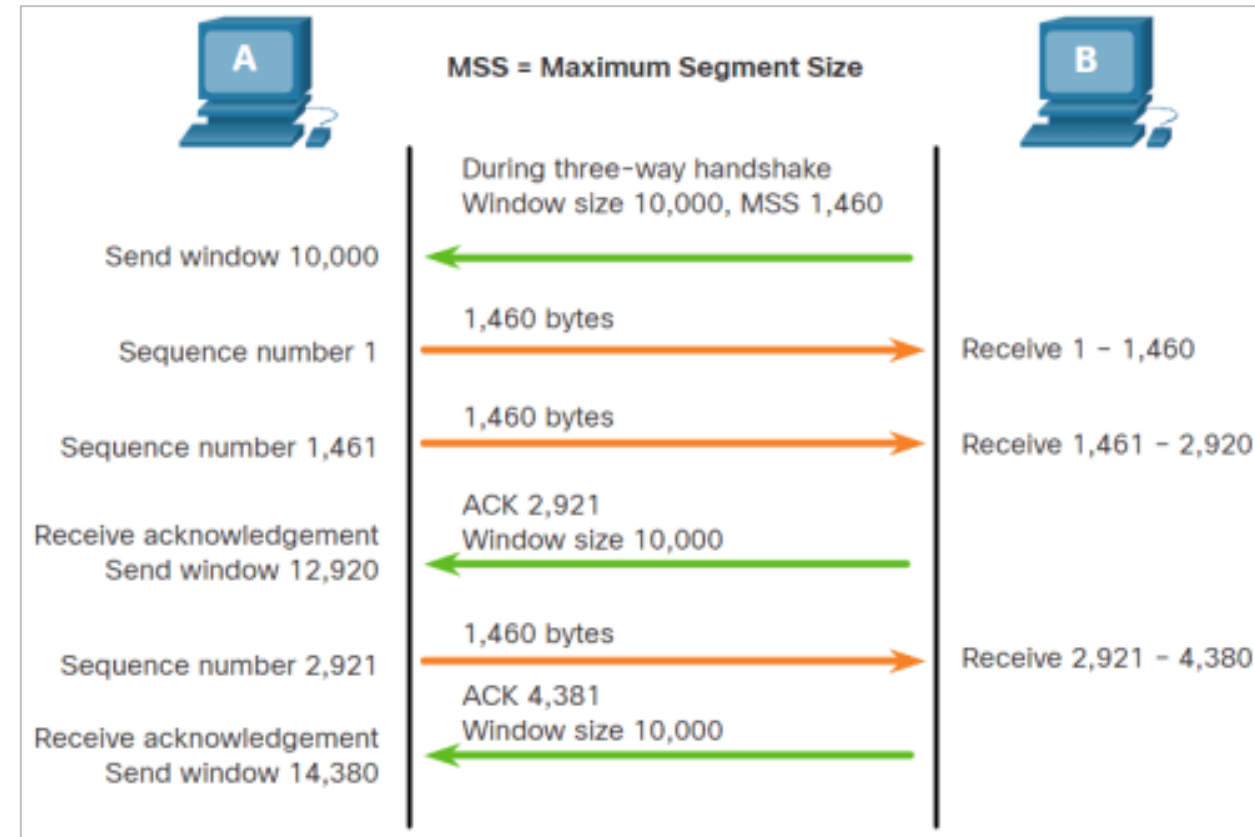 A
MSS = Maximum Segment Size
B
During three-way handshake
Window size 10,000, MSS 1,460
Send window 10,000
1,460 bytes
Sequence number 1
Receive 1 – 1,460
1,460 bytes
Sequence number 1,461
Receive 1,461 – 2,920
ACK 2,921
Window size 10,000
Receive acknowledgement
Send window 12,920
1,460 bytes
Sequence number 2,921
Receive 2,921 – 4,380
ACK 4,381
Window size 10,000
Receive acknowledgement
Send window 14,380